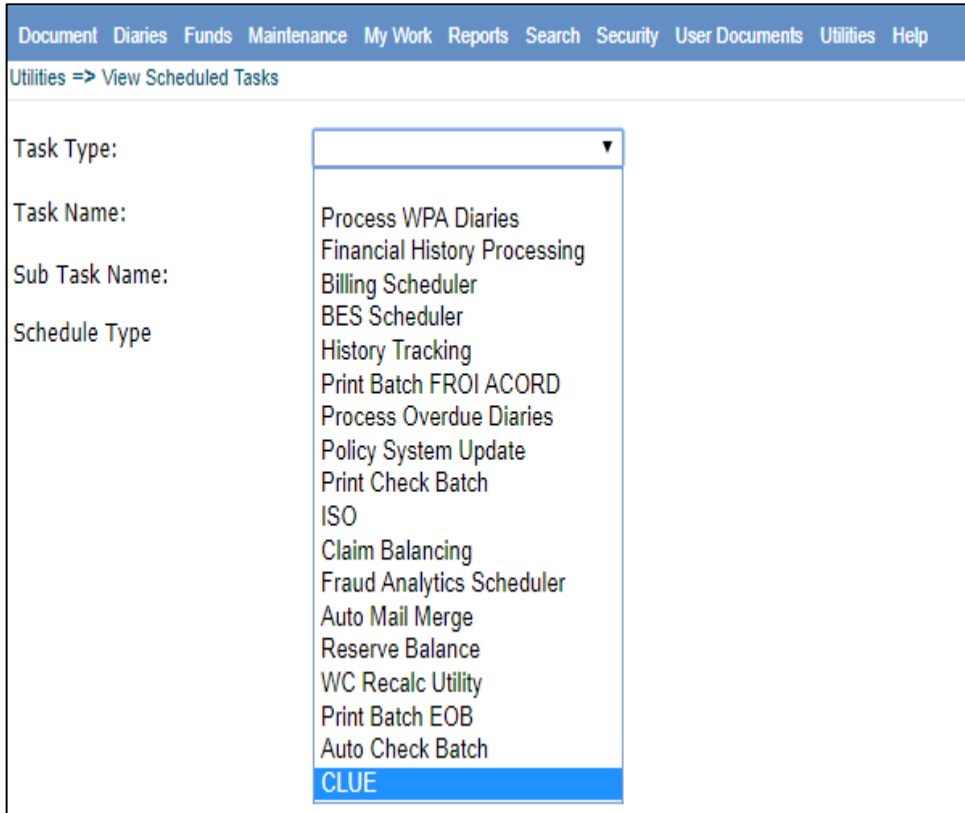 Document Diaries Funds Maintenance My Work Reports Search Security User Documents Utilities Help
Utilities => View Scheduled Tasks
Task Type:
Task Name:
Sub Task Name:
Schedule Type
Process WPA Diaries
Financial History Processing
Billing Scheduler
BES Scheduler
History Tracking
Print Batch FROI ACORD
Process Overdue Diaries
Policy System Update
Print Check Batch
ISO
Claim Balancing
Fraud Analytics Scheduler
Auto Mail Merge
Reserve Balance
WC Recalc Utility
Print Batch EOB
Auto Check Batch
CLUE